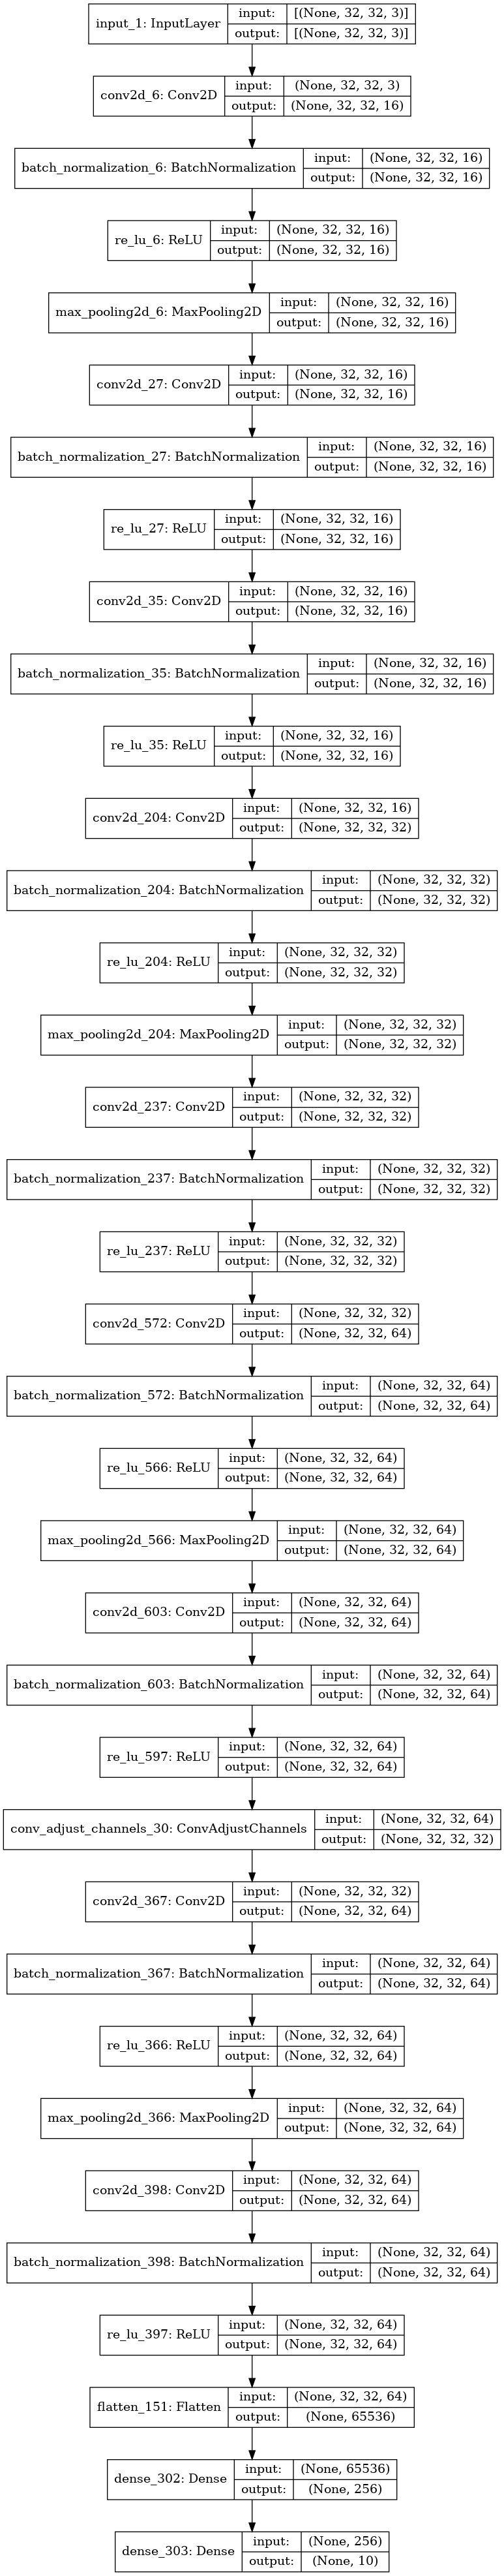 input_1: InputLayer
input: [(None, 32, 32, 3)]
output: [(None, 32, 32, 3)]
conv2d_6: Conv2D
input: (None, 32, 32, 3)
output: (None, 32, 32, 16)
batch_normalization_6: BatchNormalization
input: (None, 32, 32, 16)
output: (None, 32, 32, 16)
re_lu_6: ReLU
input: (None, 32, 32, 16)
output: (None, 32, 32, 16)
max_pooling2d_6: MaxPooling2D
input: (None, 32, 32, 16)
output: (None, 32, 32, 16)
conv2d_27: Conv2D
input: (None, 32, 32, 16)
output: (None, 32, 32, 16)
batch_normalization_27: BatchNormalization
input: (None, 32, 32, 16)
output: (None, 32, 32, 16)
re_lu_27: ReLU
input: (None, 32, 32, 16)
output: (None, 32, 32, 16)
conv2d_35: Conv2D
input: (None, 32, 32, 16)
output: (None, 32, 32, 16)
batch_normalization_35: BatchNormalization
input: (None, 32, 32, 16)
output: (None, 32, 32, 16)
re_lu_35: ReLU
input: (None, 32, 32, 16)
output: (None, 32, 32, 16)
conv2d_204: Conv2D
input: (None, 32, 32, 16)
output: (None, 32, 32, 32)
batch_normalization_204: BatchNormalization
input: (None, 32, 32, 32)
output: (None, 32, 32, 32)
re_lu_204: ReLU
input: (None, 32, 32, 32)
output: (None, 32, 32, 32)
max_pooling2d_204: MaxPooling2D
input: (None, 32, 32, 32)
output: (None, 32, 32, 32)
conv2d_237: Conv2D
input: (None, 32, 32, 32)
output: (None, 32, 32, 32)
batch_normalization_237: BatchNormalization
input: (None, 32, 32, 32)
output: (None, 32, 32, 32)
re_lu_237: ReLU
input: (None, 32, 32, 32)
output: (None, 32, 32, 32)
conv2d_572: Conv2D
input: (None, 32, 32, 32)
output: (None, 32, 32, 64)
batch_normalization_572: BatchNormalization
input: (None, 32, 32, 64)
output: (None, 32, 32, 64)
re_lu_566: ReLU
input: (None, 32, 32, 64)
output: (None, 32, 32, 64)
max_pooling2d_566: MaxPooling2D
input: (None, 32, 32, 64)
output: (None, 32, 32, 64)
conv2d_603: Conv2D
input: (None, 32, 32, 64)
output: (None, 32, 32, 64)
batch_normalization_603: BatchNormalization
input: (None, 32, 32, 64)
output: (None, 32, 32, 64)
re_lu_597: ReLU
input: (None, 32, 32, 64)
output: (None, 32, 32, 64)
conv_adjust_channels_30: ConvAdjustChannels
input: (None, 32, 32, 64)
output: (None, 32, 32, 32)
conv2d_367: Conv2D
input: (None, 32, 32, 32)
output: (None, 32, 32, 64)
batch_normalization_367: BatchNormalization
input: (None, 32, 32, 64)
output: (None, 32, 32, 64)
re_lu_366: ReLU
input: (None, 32, 32, 64)
output: (None, 32, 32, 64)
max_pooling2d_366: MaxPooling2D
input: (None, 32, 32, 64)
output: (None, 32, 32, 64)
conv2d_398: Conv2D
input: (None, 32, 32, 64)
output: (None, 32, 32, 64)
batch_normalization_398: BatchNormalization
input: (None, 32, 32, 64)
output: (None, 32, 32, 64)
re_lu_397: ReLU
input: (None, 32, 32, 64)
output: (None, 32, 32, 64)
flatten_151: Flatten
input: (None, 32, 32, 64)
output: (None, 65536)
dense_302: Dense
input: (None, 65536)
output: (None, 256)
dense_303: Dense
input: (None, 256)
output: (None, 10)